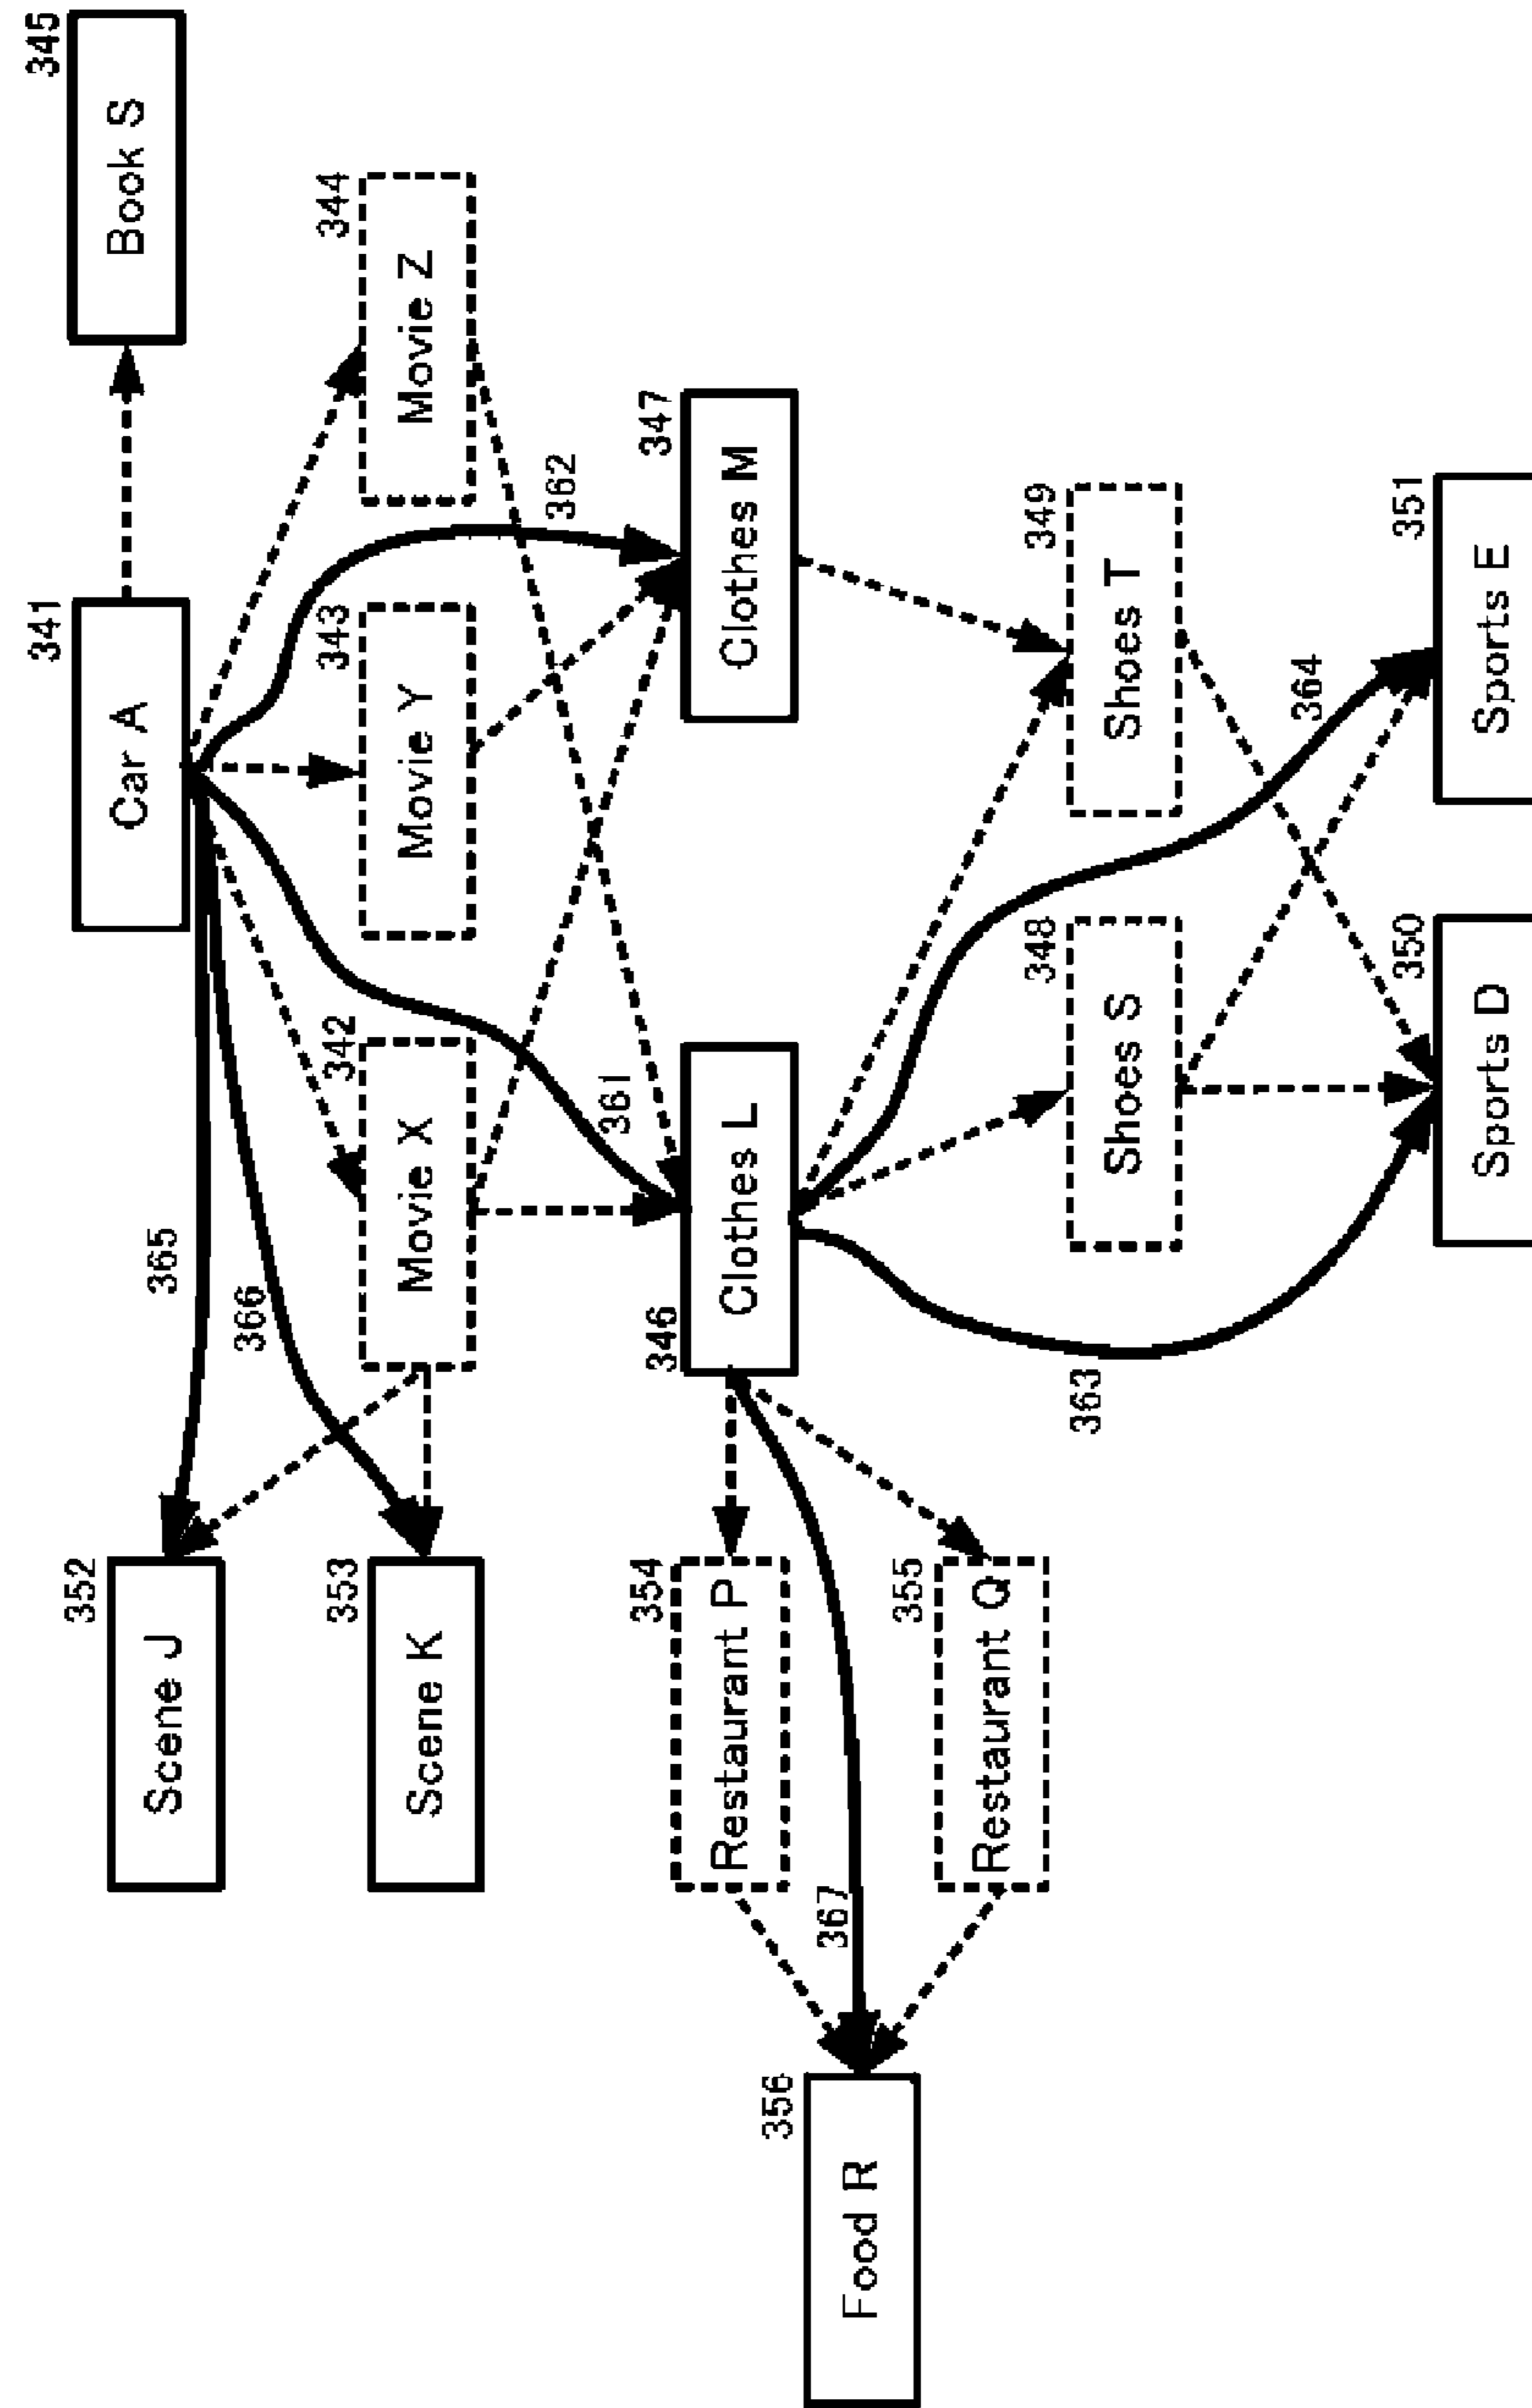 352
341
345
Scene J
Car A
Book S
365
366
353
342
343
344
Scene K
Movie X
Movie Y
Movie Z
362
361
354
346
347
Restaurant P
Clothes L
Clothes M
356
367
Food R
355
Restaurant Q
348
349
363
Shoes S
Shoes T
364
350
351
Sports D
Sports E